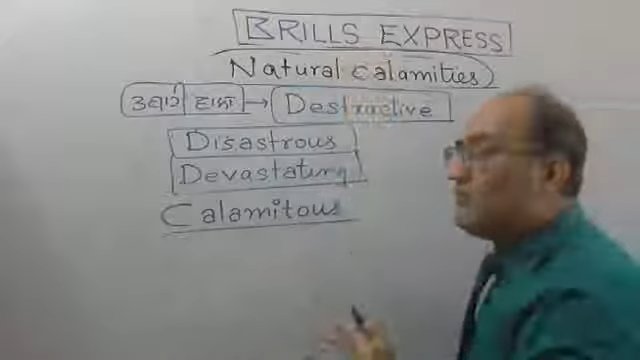 BRILLS EXPRESS
Natural Calamities
→ Destructive
Disastrous
Devastating
Calamitous